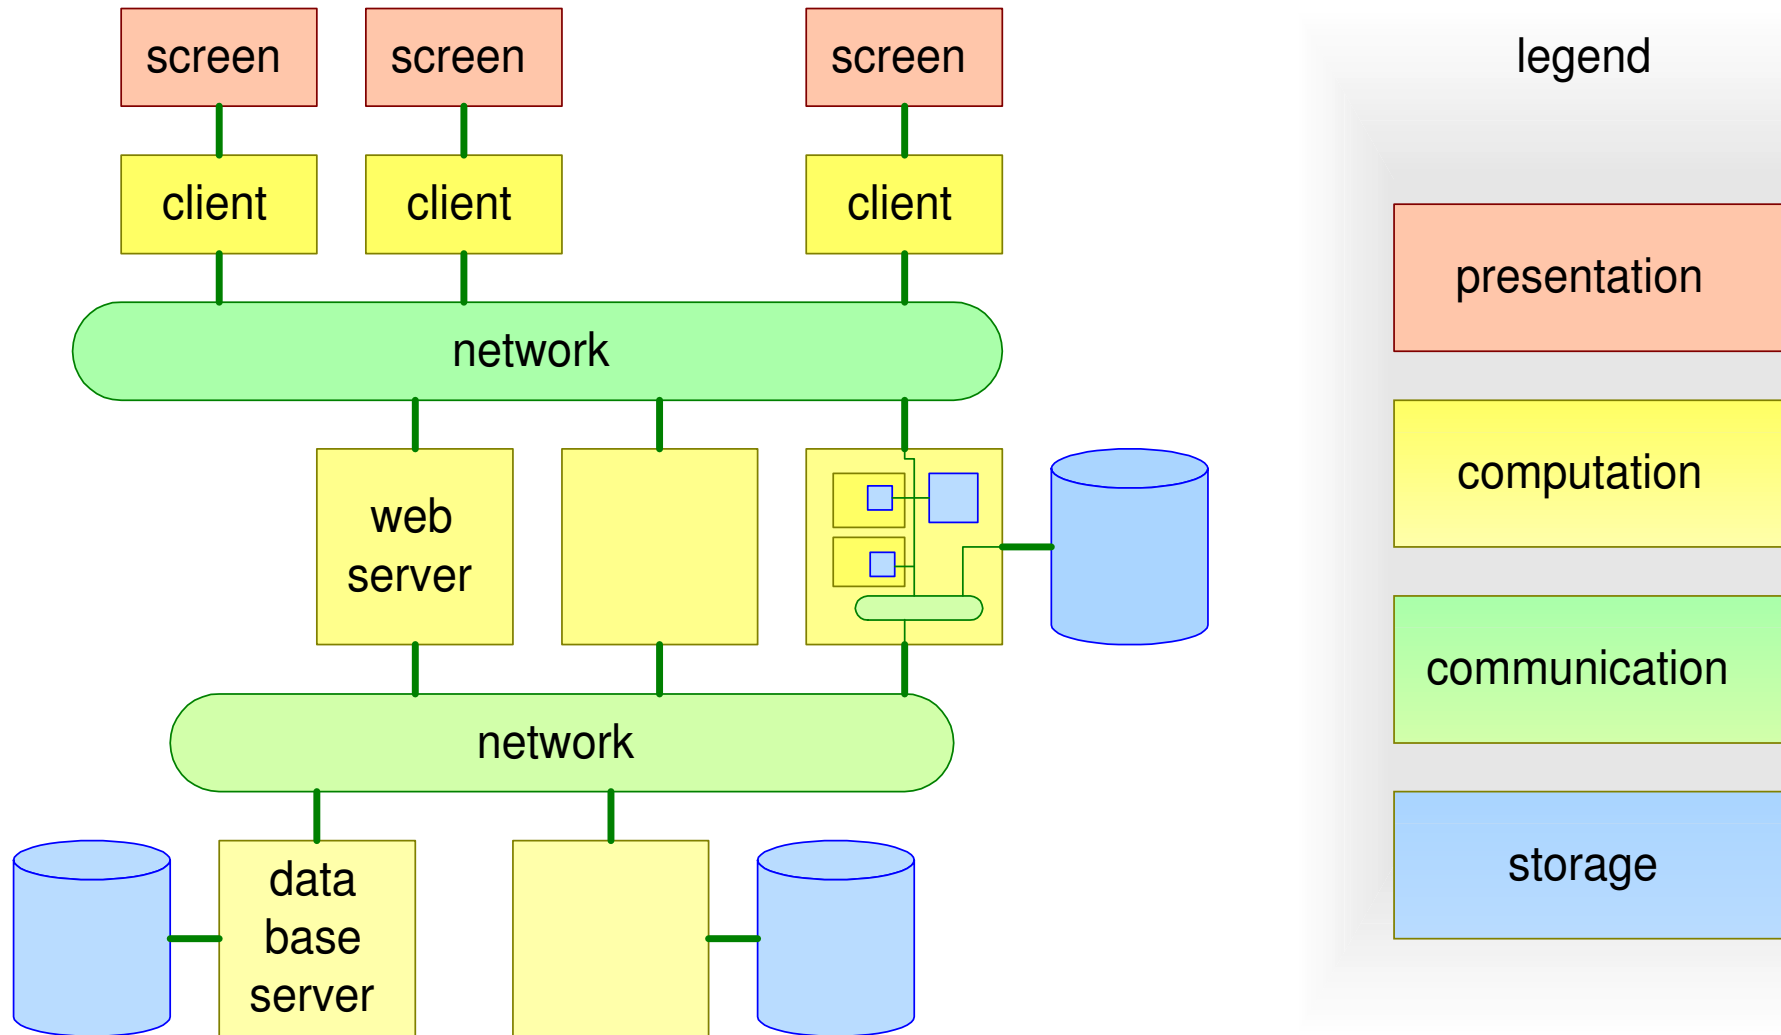 screen
screen
screen
client
client
client
network
web
server
network
data
base
server
legend
presentation
computation
communication
storage